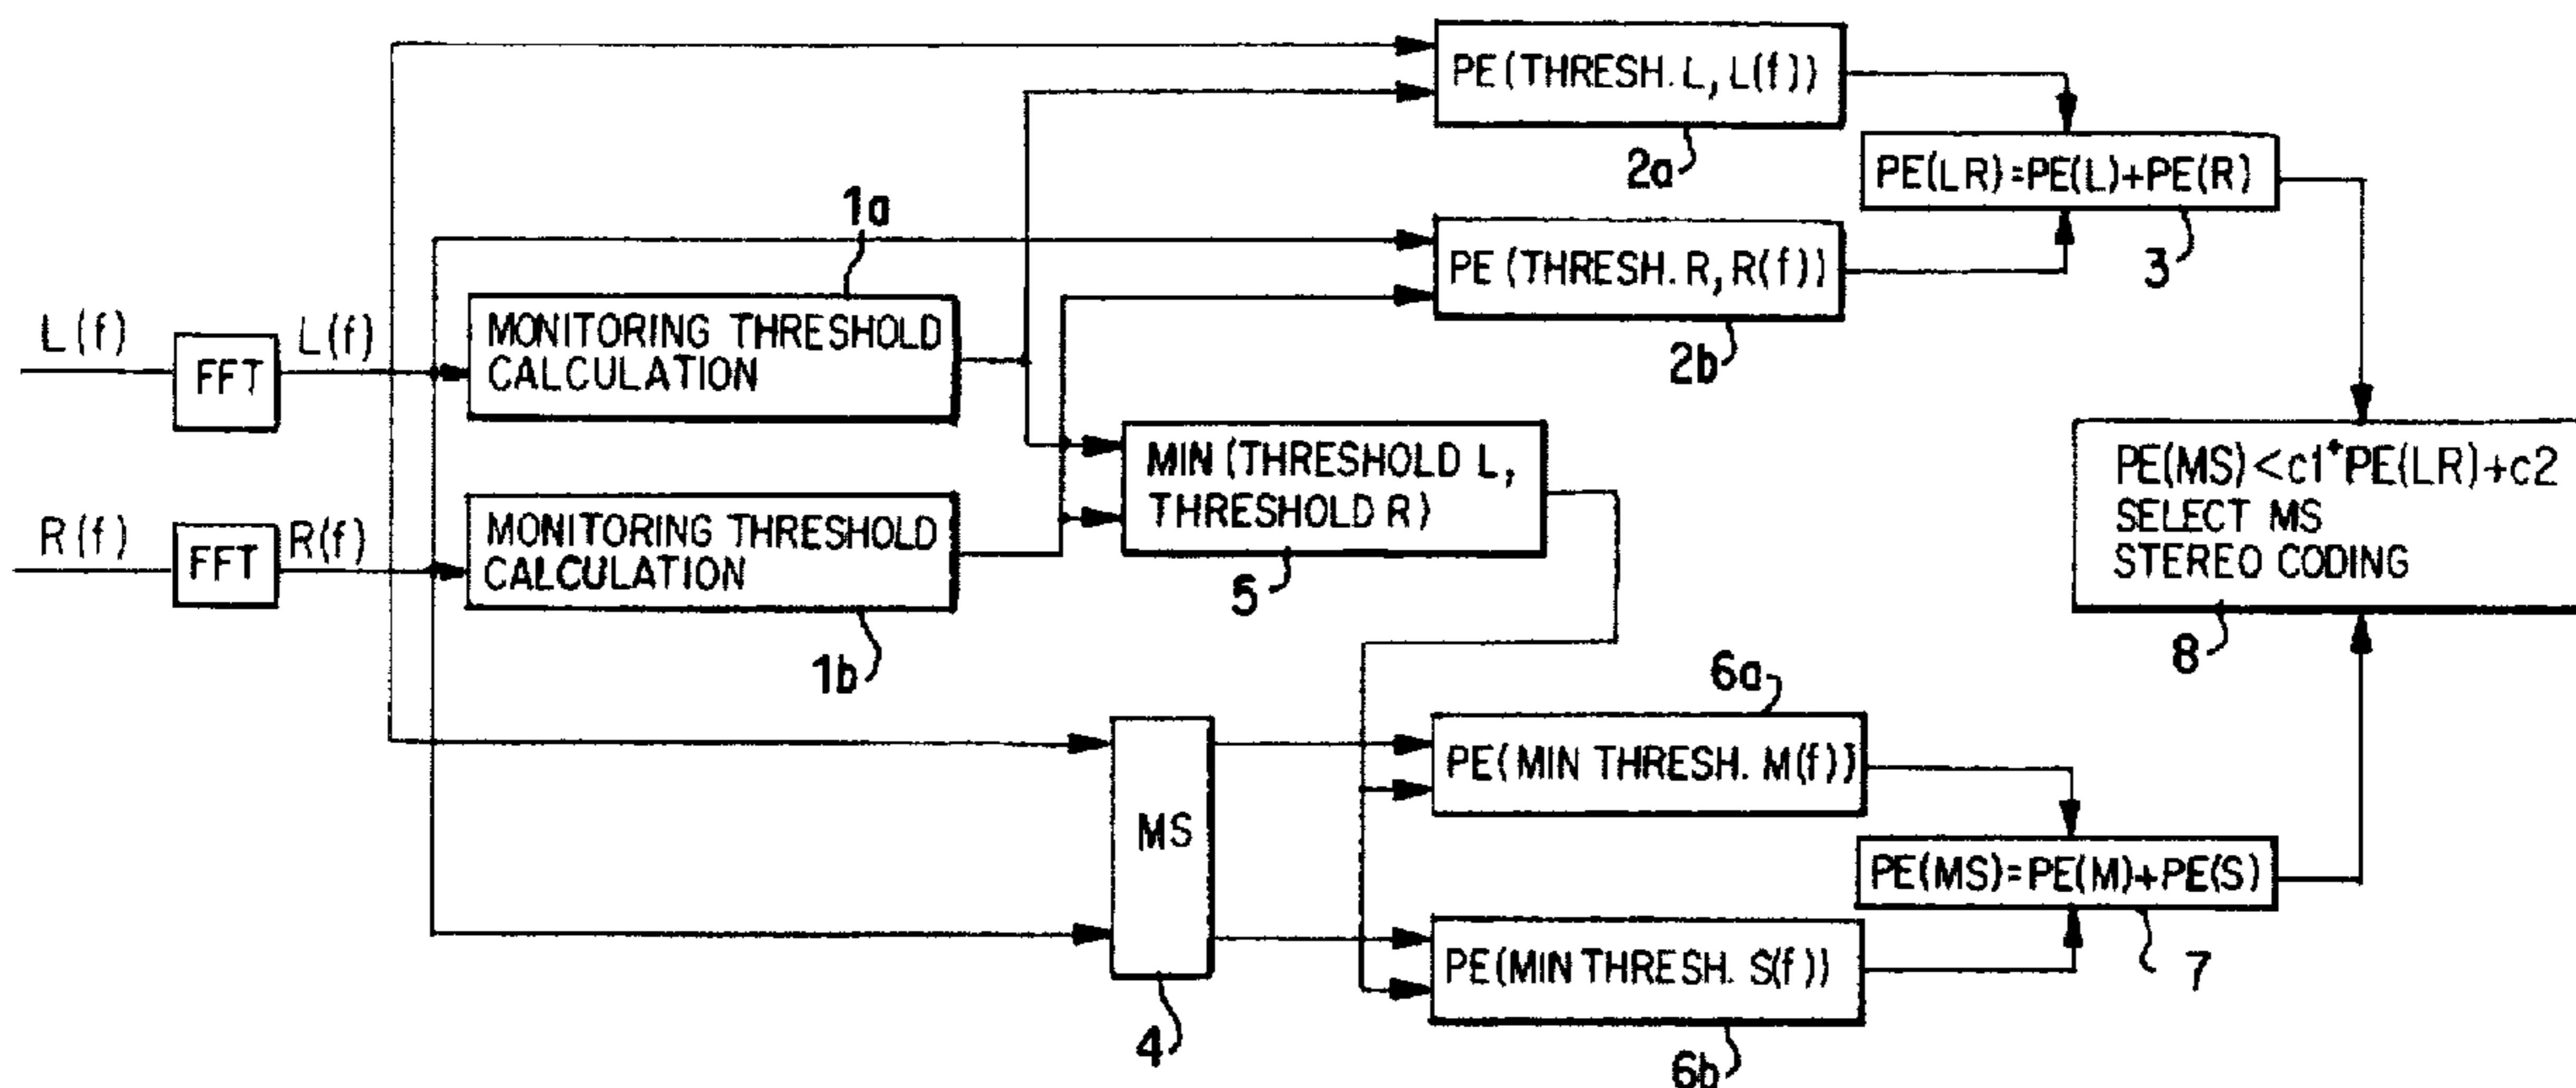 PE (THRESH. L, L(f))
2a
PE(LR)=PE(L)+PE(R)
3
1a
PE (THRESH. R, R(f))
2b
L(f)
FFT
L(f)
MONITORING THRESHOLD
CALCULATION
R(f)
FFT
R(f)
MONITORING THRESHOLD
CALCULATION
1b
MIN (THRESHOLD L,
THRESHOLD R)
5
PE(MS)<c1*PE(LR)+c2
SELECT MS
STEREO CODING
8
MS
4
6a
PE(MIN THRESH. M(f))
PE(MS)=PE(M)+PE(S)
7
PE(MIN THRESH. S(f))
6b